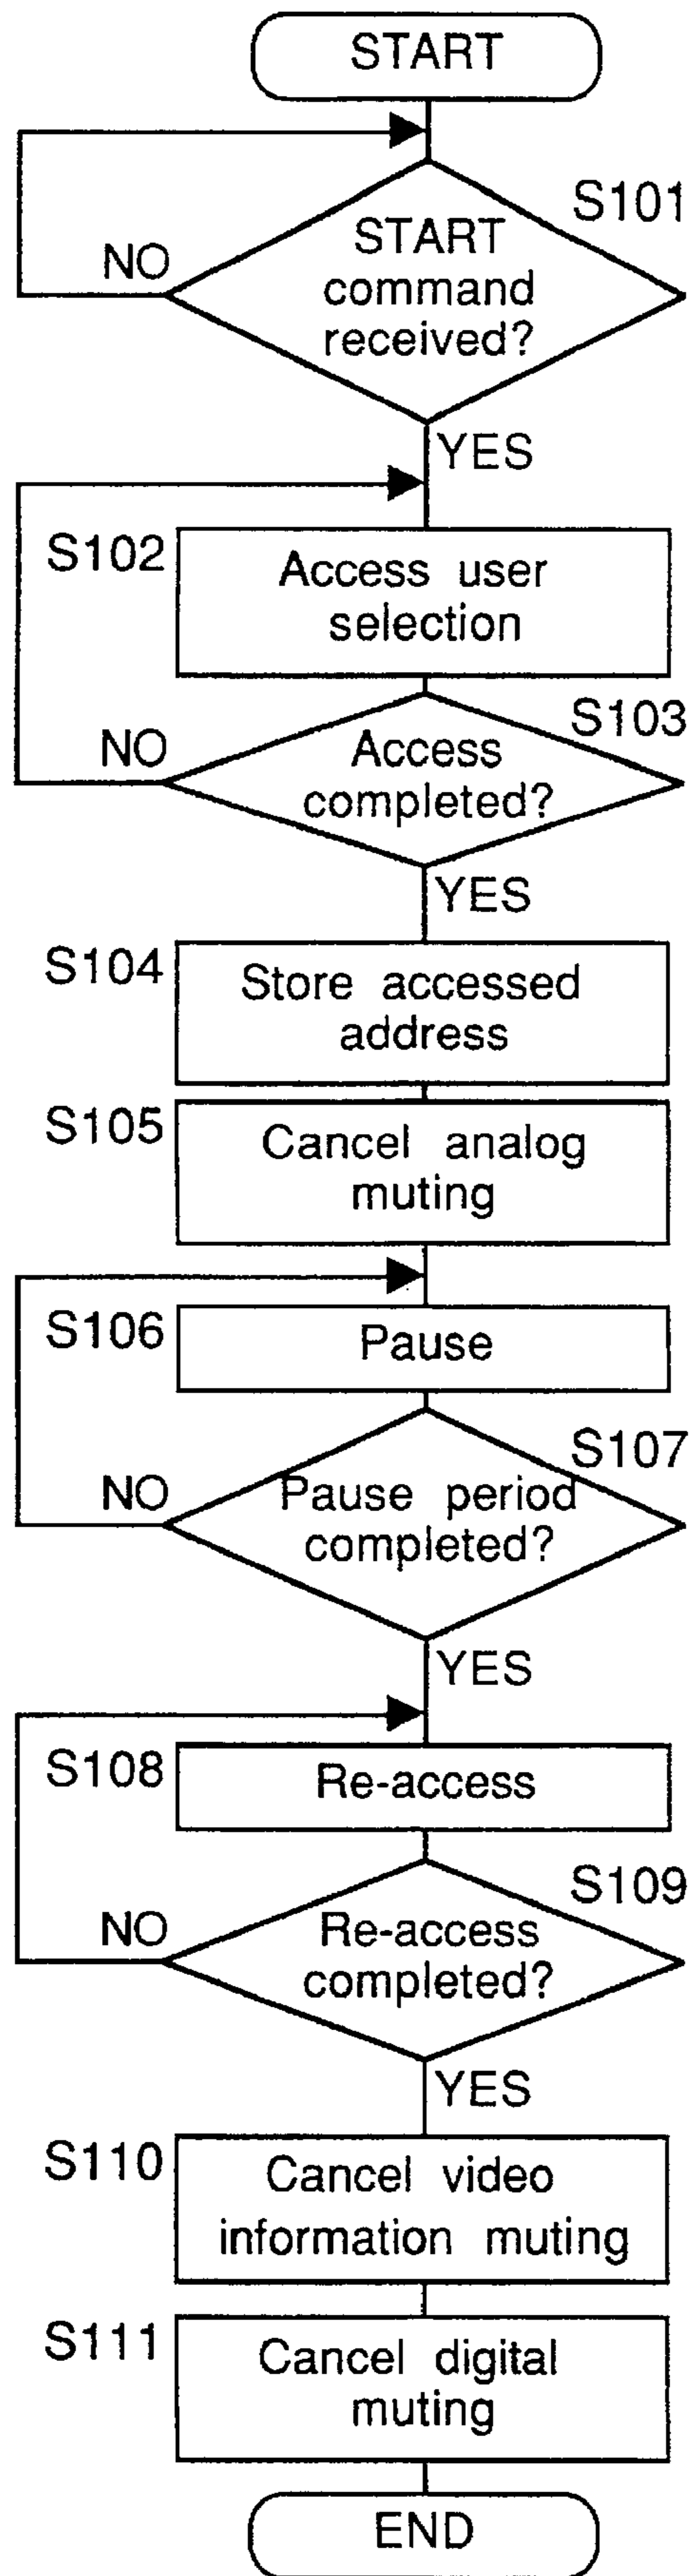 START
S101
START
command
received?
NO
YES
S102
Access user
selection
S103
NO
Access
completed?
YES
S104
Store accessed
address
S105
Cancel analog
muting
S106
Pause
S107
NO
Pause period
completed?
YES
S108
Re-access
S109
NO
Re-access
completed?
YES
S110
Cancel video
information muting
S111
Cancel digital
muting
END